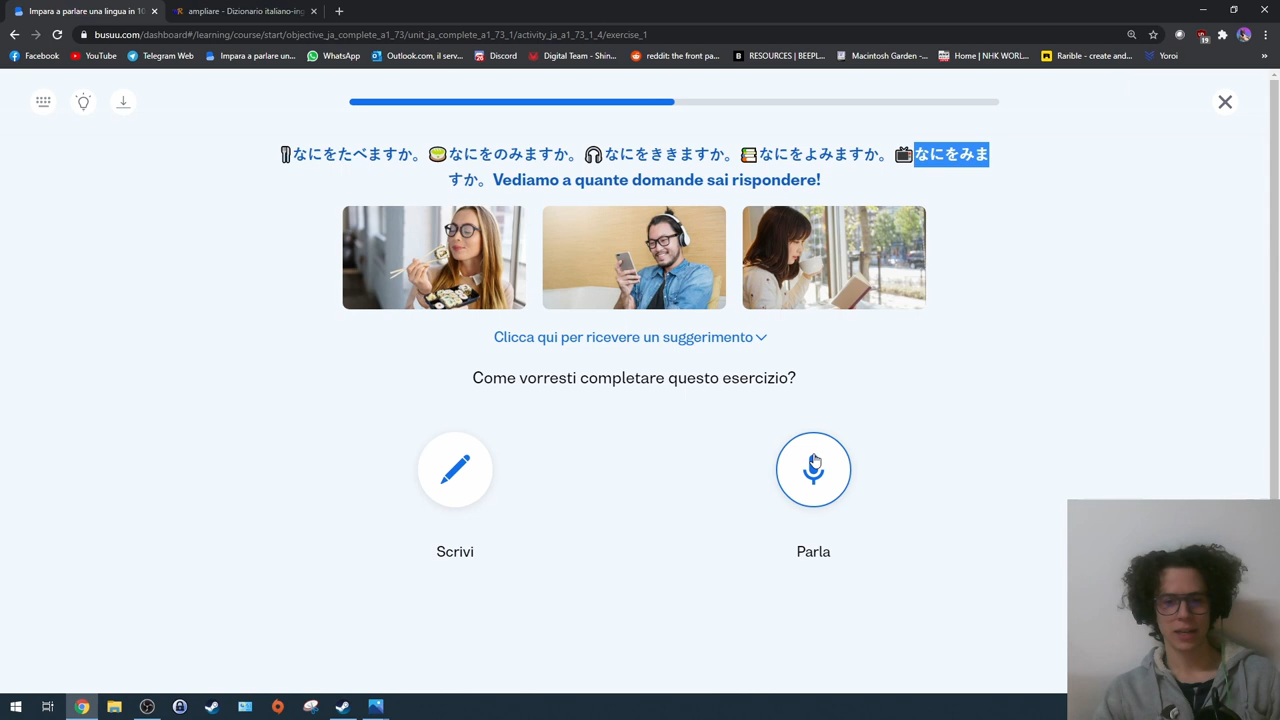 Impara a parlare una lingua in 10
ampliare - Dizionario italiano-ing
busuu.com/dashboard#/learning/course/start/objective_ja_complete_a1_73/unit_ja_complete_a1_73_1/activity_ja_a1_73_1_4/exercise_1
19
Facebook
YouTube
Telegram Web
Impara a parlare un...
WhatsApp
Outlook.com, il serv...
Discord
Digital Team - Shin...
reddit: the front pa...
RESOURCES | BEEPL...
Macintosh Garden -...
Home | NHK WORL...
Rarible - create and...
Yoroi
なにをたべますか。なにをのみますか。なにをききますか。なにをよみますか。なにをみま
すか。Vediamo a quante domande sai rispondere!
Clicca qui per ricevere un suggerimento
Come vorresti completare questo esercizio?
Scrivi
Parla